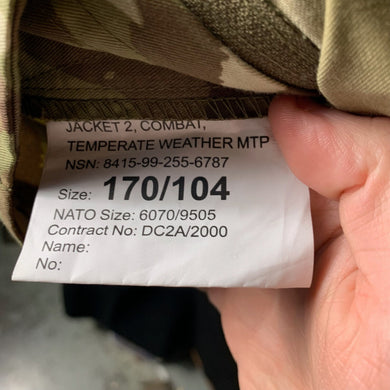 JACKET 2, COMBAT,
TEMPERATE WEATHER MTP
NSN: 8415-99-255-6787
Size: 170/104
NATO Size: 6070/9505
Contract No: DC2A/2000
Name:
No: